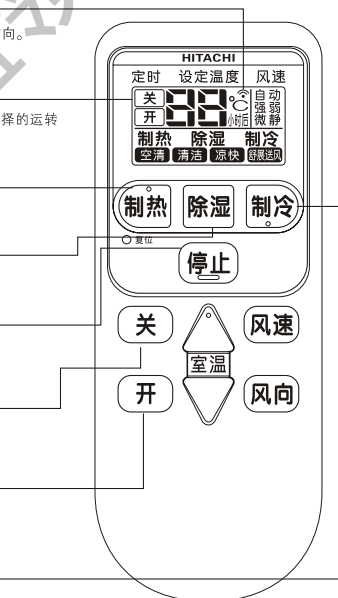 向。
择的运转
HITACHI
定时 设定温度 风速
关 88℃ 自动
强弱
开 小时后 微静
制热 除湿 制冷
空清 清洁 凉快 舒展送风
制热 除湿 制冷
复位
停止
关 风速
室温
开 风向